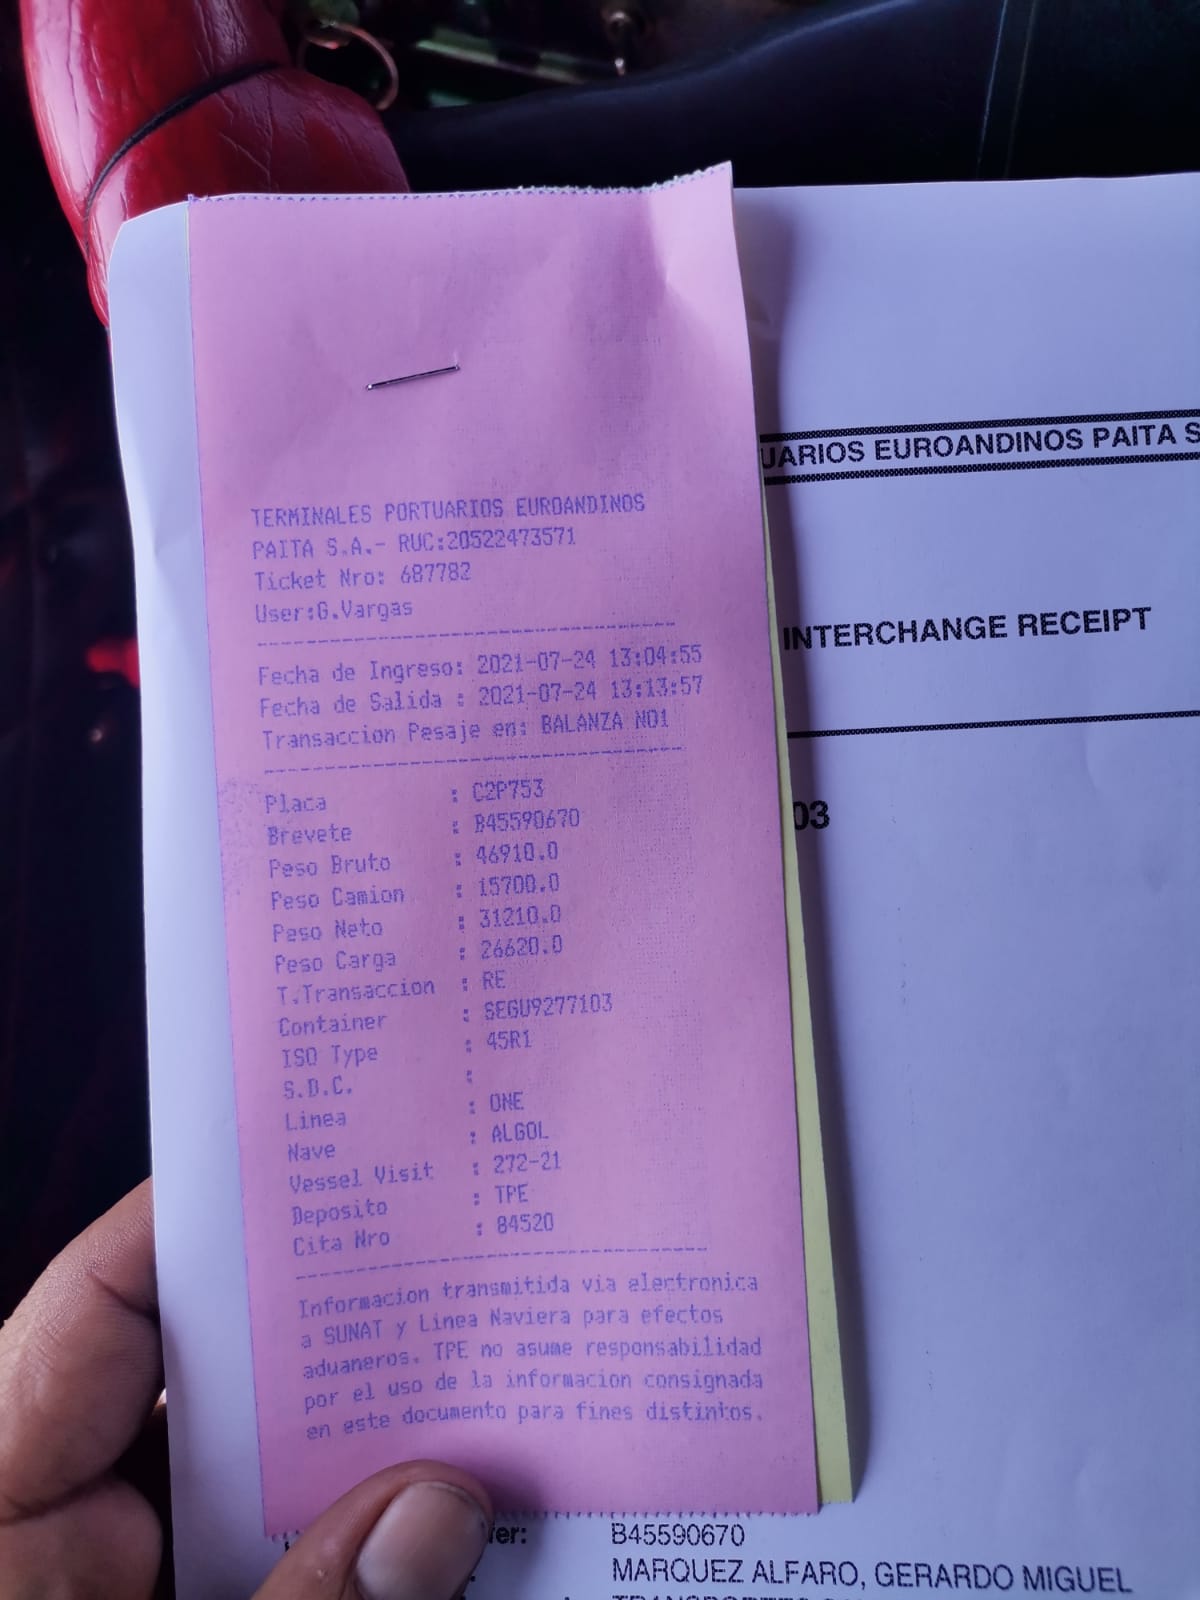 TERMINALES PORTUARIOS EUROANDINOS
PAITA S.A.- RUC:20522473571
Ticket Nro: 687782
User:G.Vargas
Fecha de Ingreso: 2021-07-24 13:04:55
Fecha de Salida : 2021-07-24 13:13:57
Transaccion Pesaje en: BALANZA NO1
Placa : C2P753
Brevete : B45590670
Peso Bruto : 46910.0
Peso Camion : 15700.0
Peso Neto : 31210.0
Peso Carga : 26620.0
T.Transaccion : RE
Container : SEGU9277103
ISO Type : 45R1
S.D.C. :
Linea : ONE
Nave : ALGOL
Vessel Visit : 272-21
Deposito : TPE
Cita Nro : 84520
Informacion transmitida via electronica
a SUNAT y Linea Naviera para efectos
aduaneros. TPE no asume responsabilidad
por el uso de la informacion consignada
en este documento para fines distintos.
UARIOS EUROANDINOS PAITA S
INTERCHANGE RECEIPT
03
ver: B45590670
MARQUEZ ALFARO, GERARDO MIGUEL